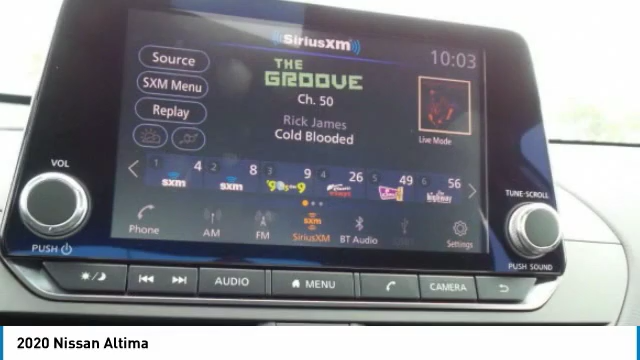 SiriusXM
10:03
Source
THE
GROOVE
SXM Menu
Ch. 50
Replay
Rick James
Cold Blooded
Live Mode
1 4 2 8 3 9 4 26 5 49 6 56
sxm sxm
VOL
TUNE·SCROLL
Phone AM FM SiriusXM BT Audio Settings
PUSH
PUSH SOUND
AUDIO MENU CAMERA
2020 Nissan Altima